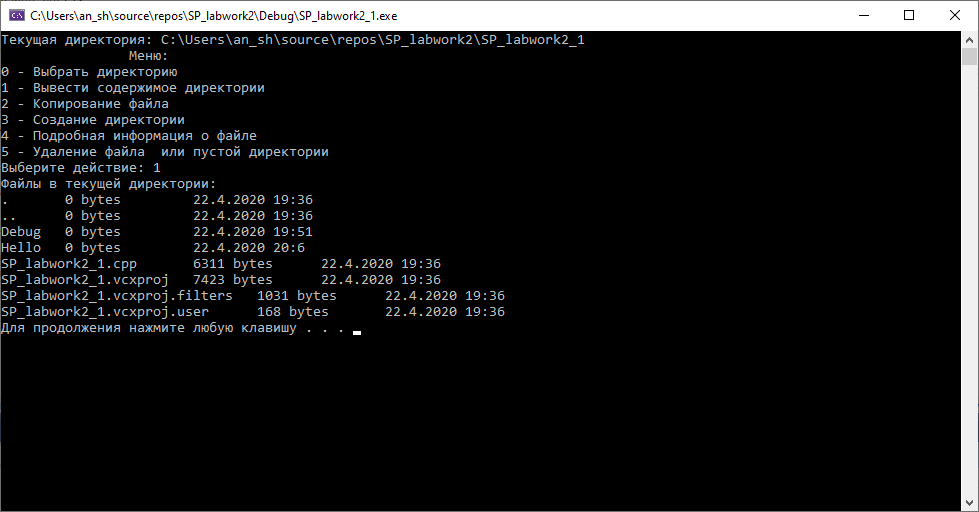 C:\Users\an_sh\source\repos\SP_labwork2\Debug\SP_labwork2_1.exe
Текущая директория: C:\Users\an_sh\source\repos\SP_labwork2\SP_labwork2_1
Меню:
0 - Выбрать директорию
1 - Вывести содержимое директории
2 - Копирование файла
3 - Создание директории
4 - Подробная информация о файле
5 - Удаление файла  или пустой директории
Выберите действие: 1
Файлы в текущей директории:
.       0 bytes         22.4.2020 19:36
..      0 bytes         22.4.2020 19:36
Debug   0 bytes         22.4.2020 19:51
Hello   0 bytes         22.4.2020 20:6
SP_labwork2_1.cpp       6311 bytes      22.4.2020 19:36
SP_labwork2_1.vcxproj   7423 bytes      22.4.2020 19:36
SP_labwork2_1.vcxproj.filters   1031 bytes      22.4.2020 19:36
SP_labwork2_1.vcxproj.user      168 bytes       22.4.2020 19:36
Для продолжения нажмите любую клавишу . . .